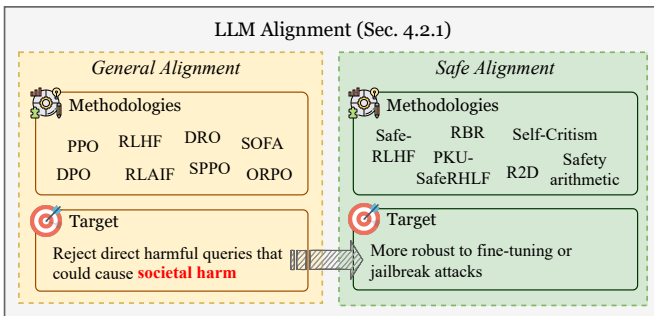 LLM Alignment (Sec. 4.2.1)
General Alignment
Methodologies
PPO RLHF DRO SOFA
DPO RLAIF SPPO ORPO
Target
Reject direct harmful queries that
could cause societal harm
Safe Alignment
Methodologies
Safe-
RLHF
RBR
Self-Critism
PKU-
SafeRHLF
R2D
Safety
arithmetic
Target
More robust to fine-tuning or
jailbreak attacks